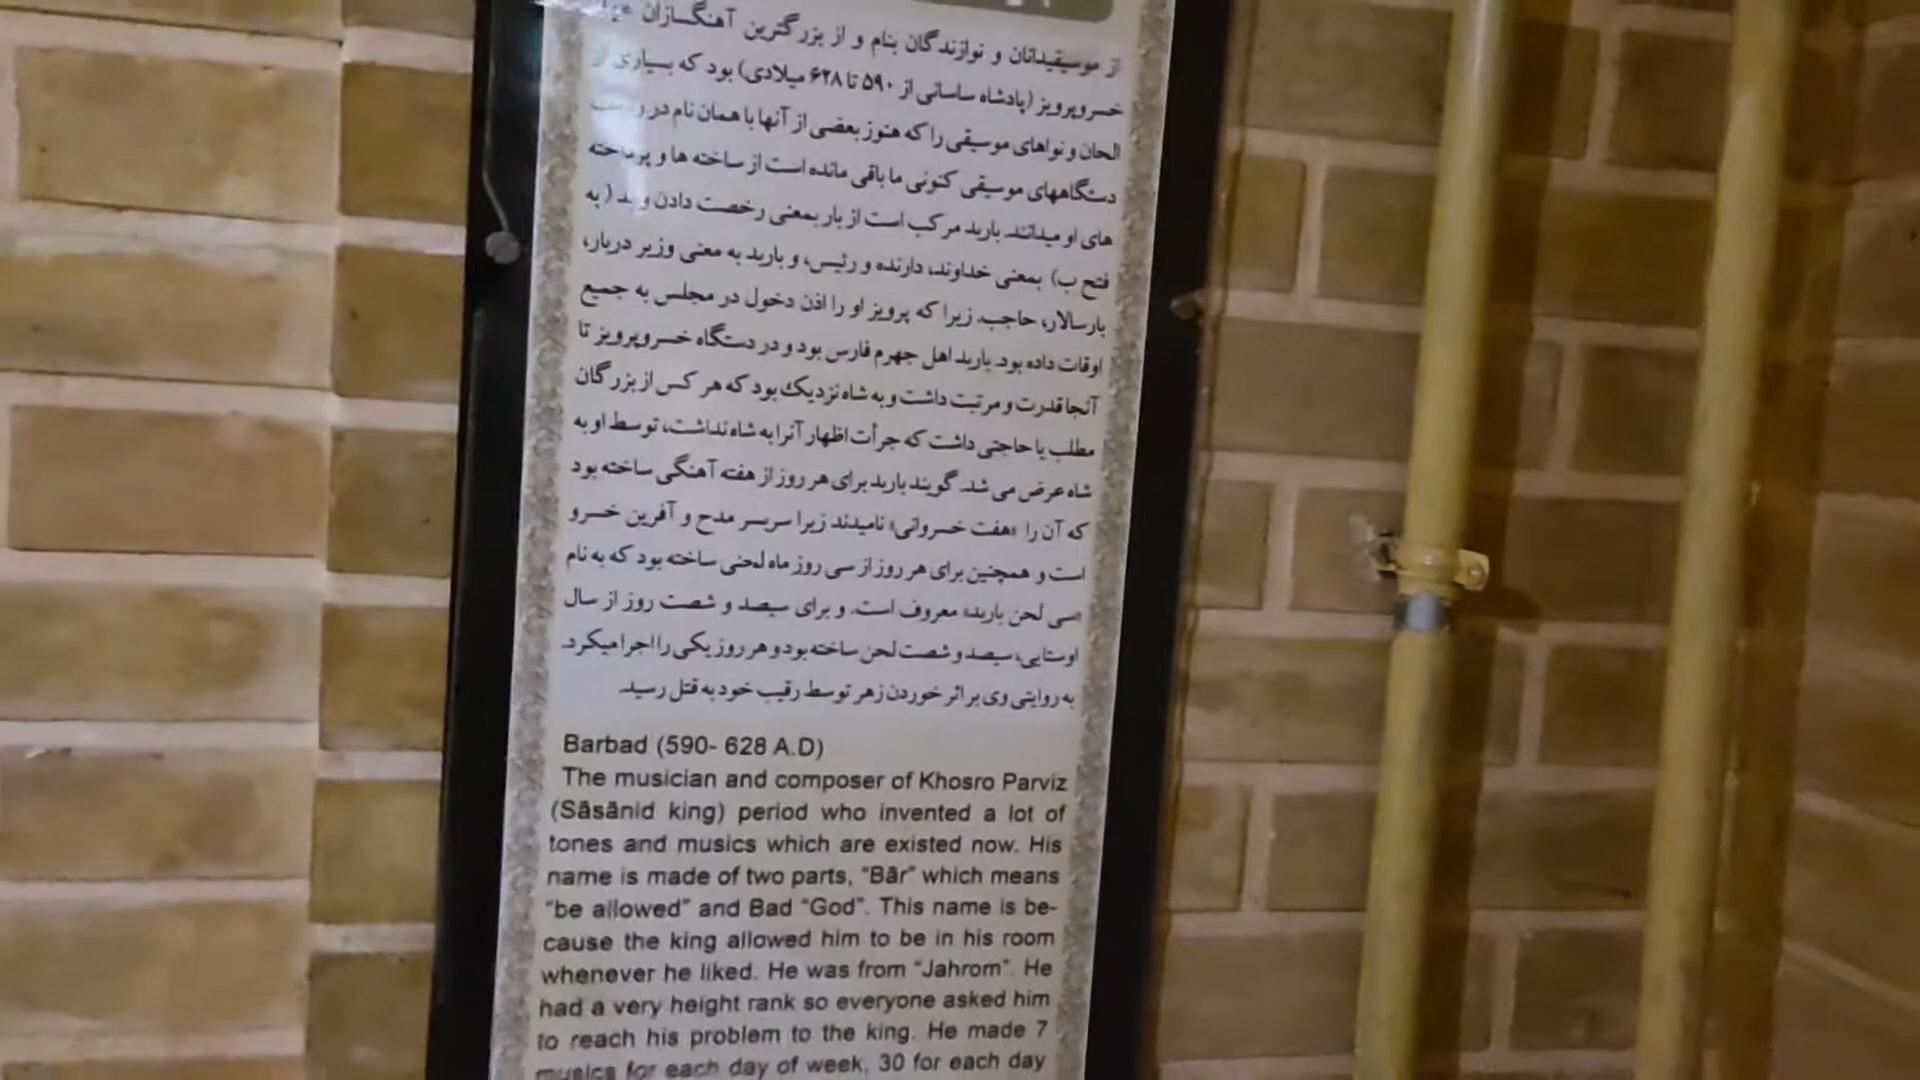 از موسیقیدانان و نوازندگان بنام و از بزرگترین آهنگسازان
خسروپرویز (پادشاه ساسانی از ۵۹۰ تا ۶۲۸ میلادی) بود که بسیاری از
الحان و نواهای موسیقی را که هنوز بعضی از آنها با همان نام در
دستگاههای موسیقی کنونی ما باقی مانده است از ساخته ها و پرداخته
های او میدانند. باربد مرکب است از بار بمعنی رخصت دادن و بد ( به
فتح ب) بمعنی خداوند، دارنده و رئیس، و باربد به معنی وزیر دربار،
بارسالار، حاجب. زیرا که پرویز او را اذن دخول در مجلس به جمیع
اوقات داده بود. باربد اهل جهرم فارس بود و در دستگاه خسروپرویز تا
آنجا قدرت و مرتبت داشت و به شاه نزدیک بود که هر کس از بزرگان
مطلب یا حاجتی داشت که جرأت اظهار آنرا به شاه نداشت، توسط او به
شاه عرض می شد. گویند باربد برای هر روز از هفته آهنگی ساخته بود
که آن را «هفت خسروانی» نامیدند زیرا سربسر مدح و آفرین خسرو
است و همچنین برای هر روز از سی روز ماه لحنی ساخته بود که به نام
«سی لحن باربد» معروف است. و برای سیصد و شصت روز از سال
اوستایی، سیصد و شصت لحن ساخته بود و هر روز یکی را اجرا میکرد.
به روایتی وی بر اثر خوردن زهر توسط رقیب خود به قتل رسید.
Barbad (590- 628 A.D)
The musician and composer of Khosro Parviz
(Sāsānid king) period who invented a lot of
tones and musics which are existed now. His
name is made of two parts, “Bār” which means
“be allowed” and Bad “God”. This name is be-
cause the king allowed him to be in his room
whenever he liked. He was from “Jahrom”. He
had a very height rank so everyone asked him
to reach his problem to the king. He made 7
musics for each day of week, 30 for each day